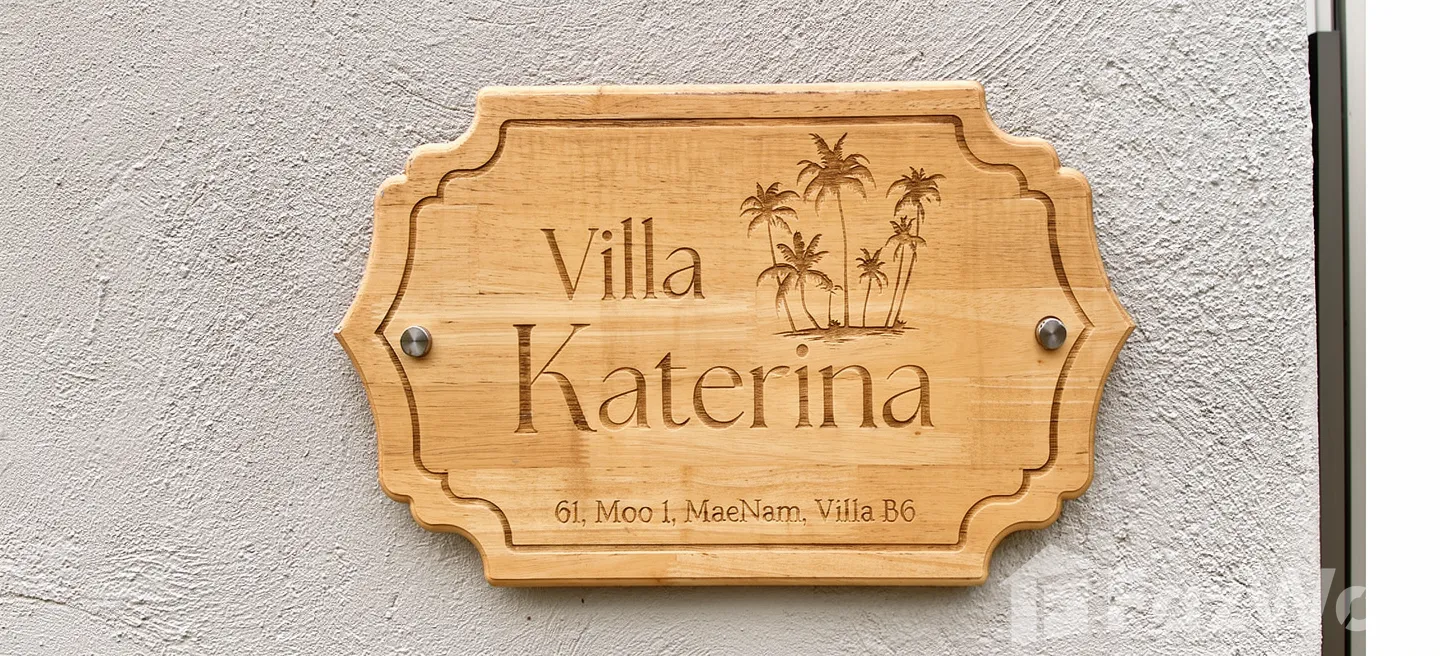 Villa
Katerina
61, Moo 1, MaeNam, Villa B6